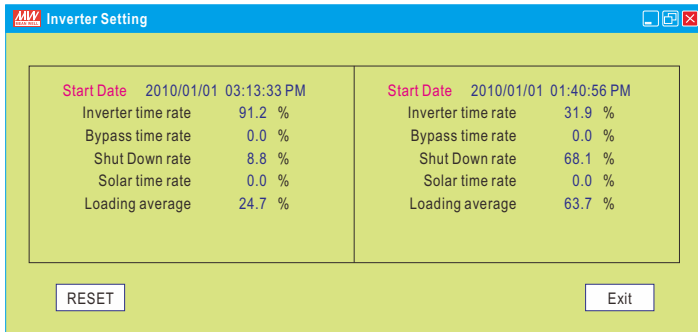 MW MEAN WELL Inverter Setting
Start Date 2010/01/01 03:13:33 PM
Inverter time rate 91.2 %
Bypass time rate 0.0 %
Shut Down rate 8.8 %
Solar time rate 0.0 %
Loading average 24.7 %
Start Date 2010/01/01 01:40:56 PM
Inverter time rate 31.9 %
Bypass time rate 0.0 %
Shut Down rate 68.1 %
Solar time rate 0.0 %
Loading average 63.7 %
RESET
Exit